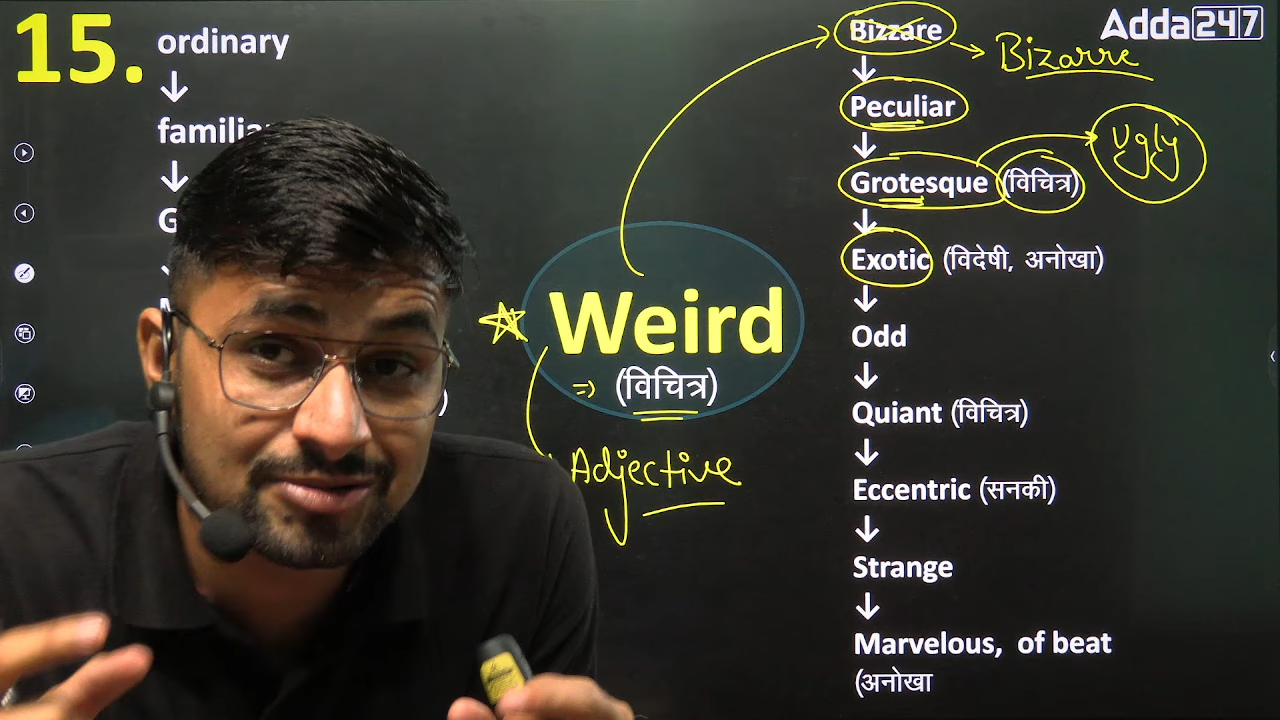 15.
ordinary
↓
↓
Weird
(विचित्र)
Adjective
Bizzare → Bizarre
↓
Peculiar
↓
Grotesque (विचित्र) Ugly
↓
Exotic (विदेशी, अनोखा)
↓
Odd
↓
Quiant (विचित्र)
↓
Eccentric (सनकी)
↓
Strange
↓
Marvelous, of beat
(अनोखा
Adda247